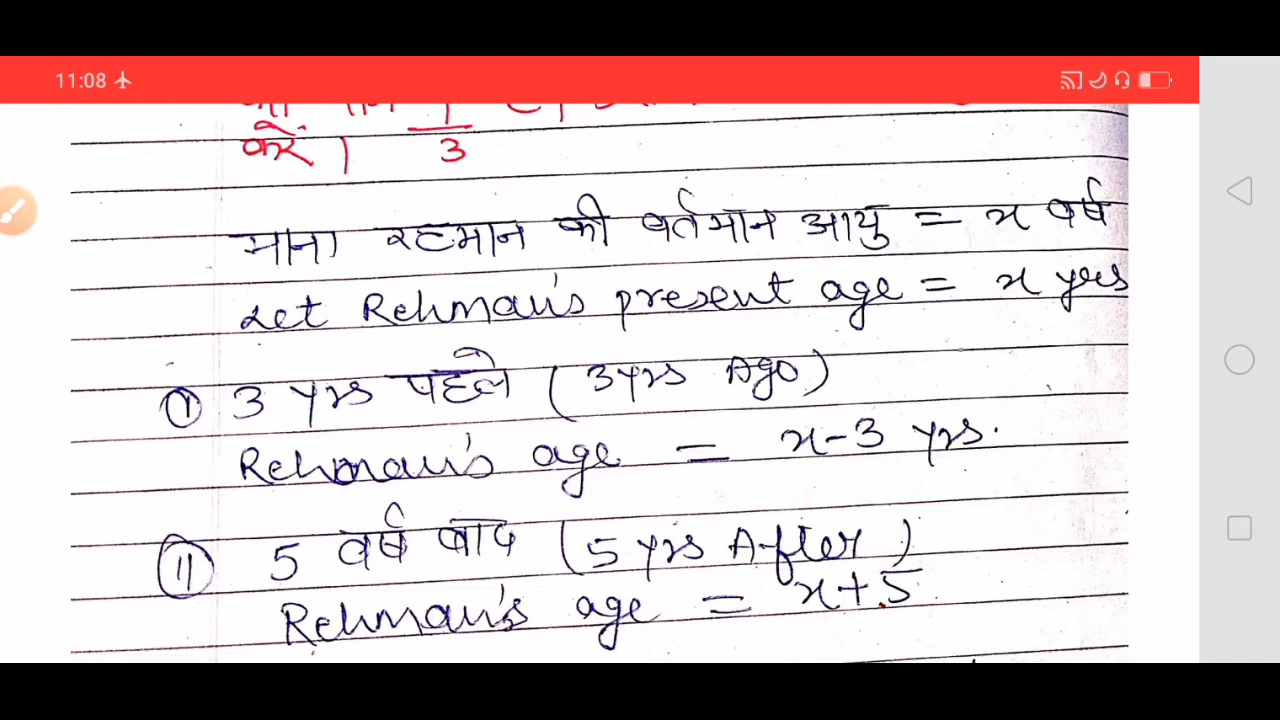 11:08
करें । 1/3
माना रहमान की वर्तमान आयु = x वर्ष
Let Rehman's present age = x yrs
(I) 3 yrs पहले (3 yrs Ago)
Rehman's age = x-3 yrs.
(II) 5 वर्ष बाद (5 yrs After)
Rehman's age = x+5